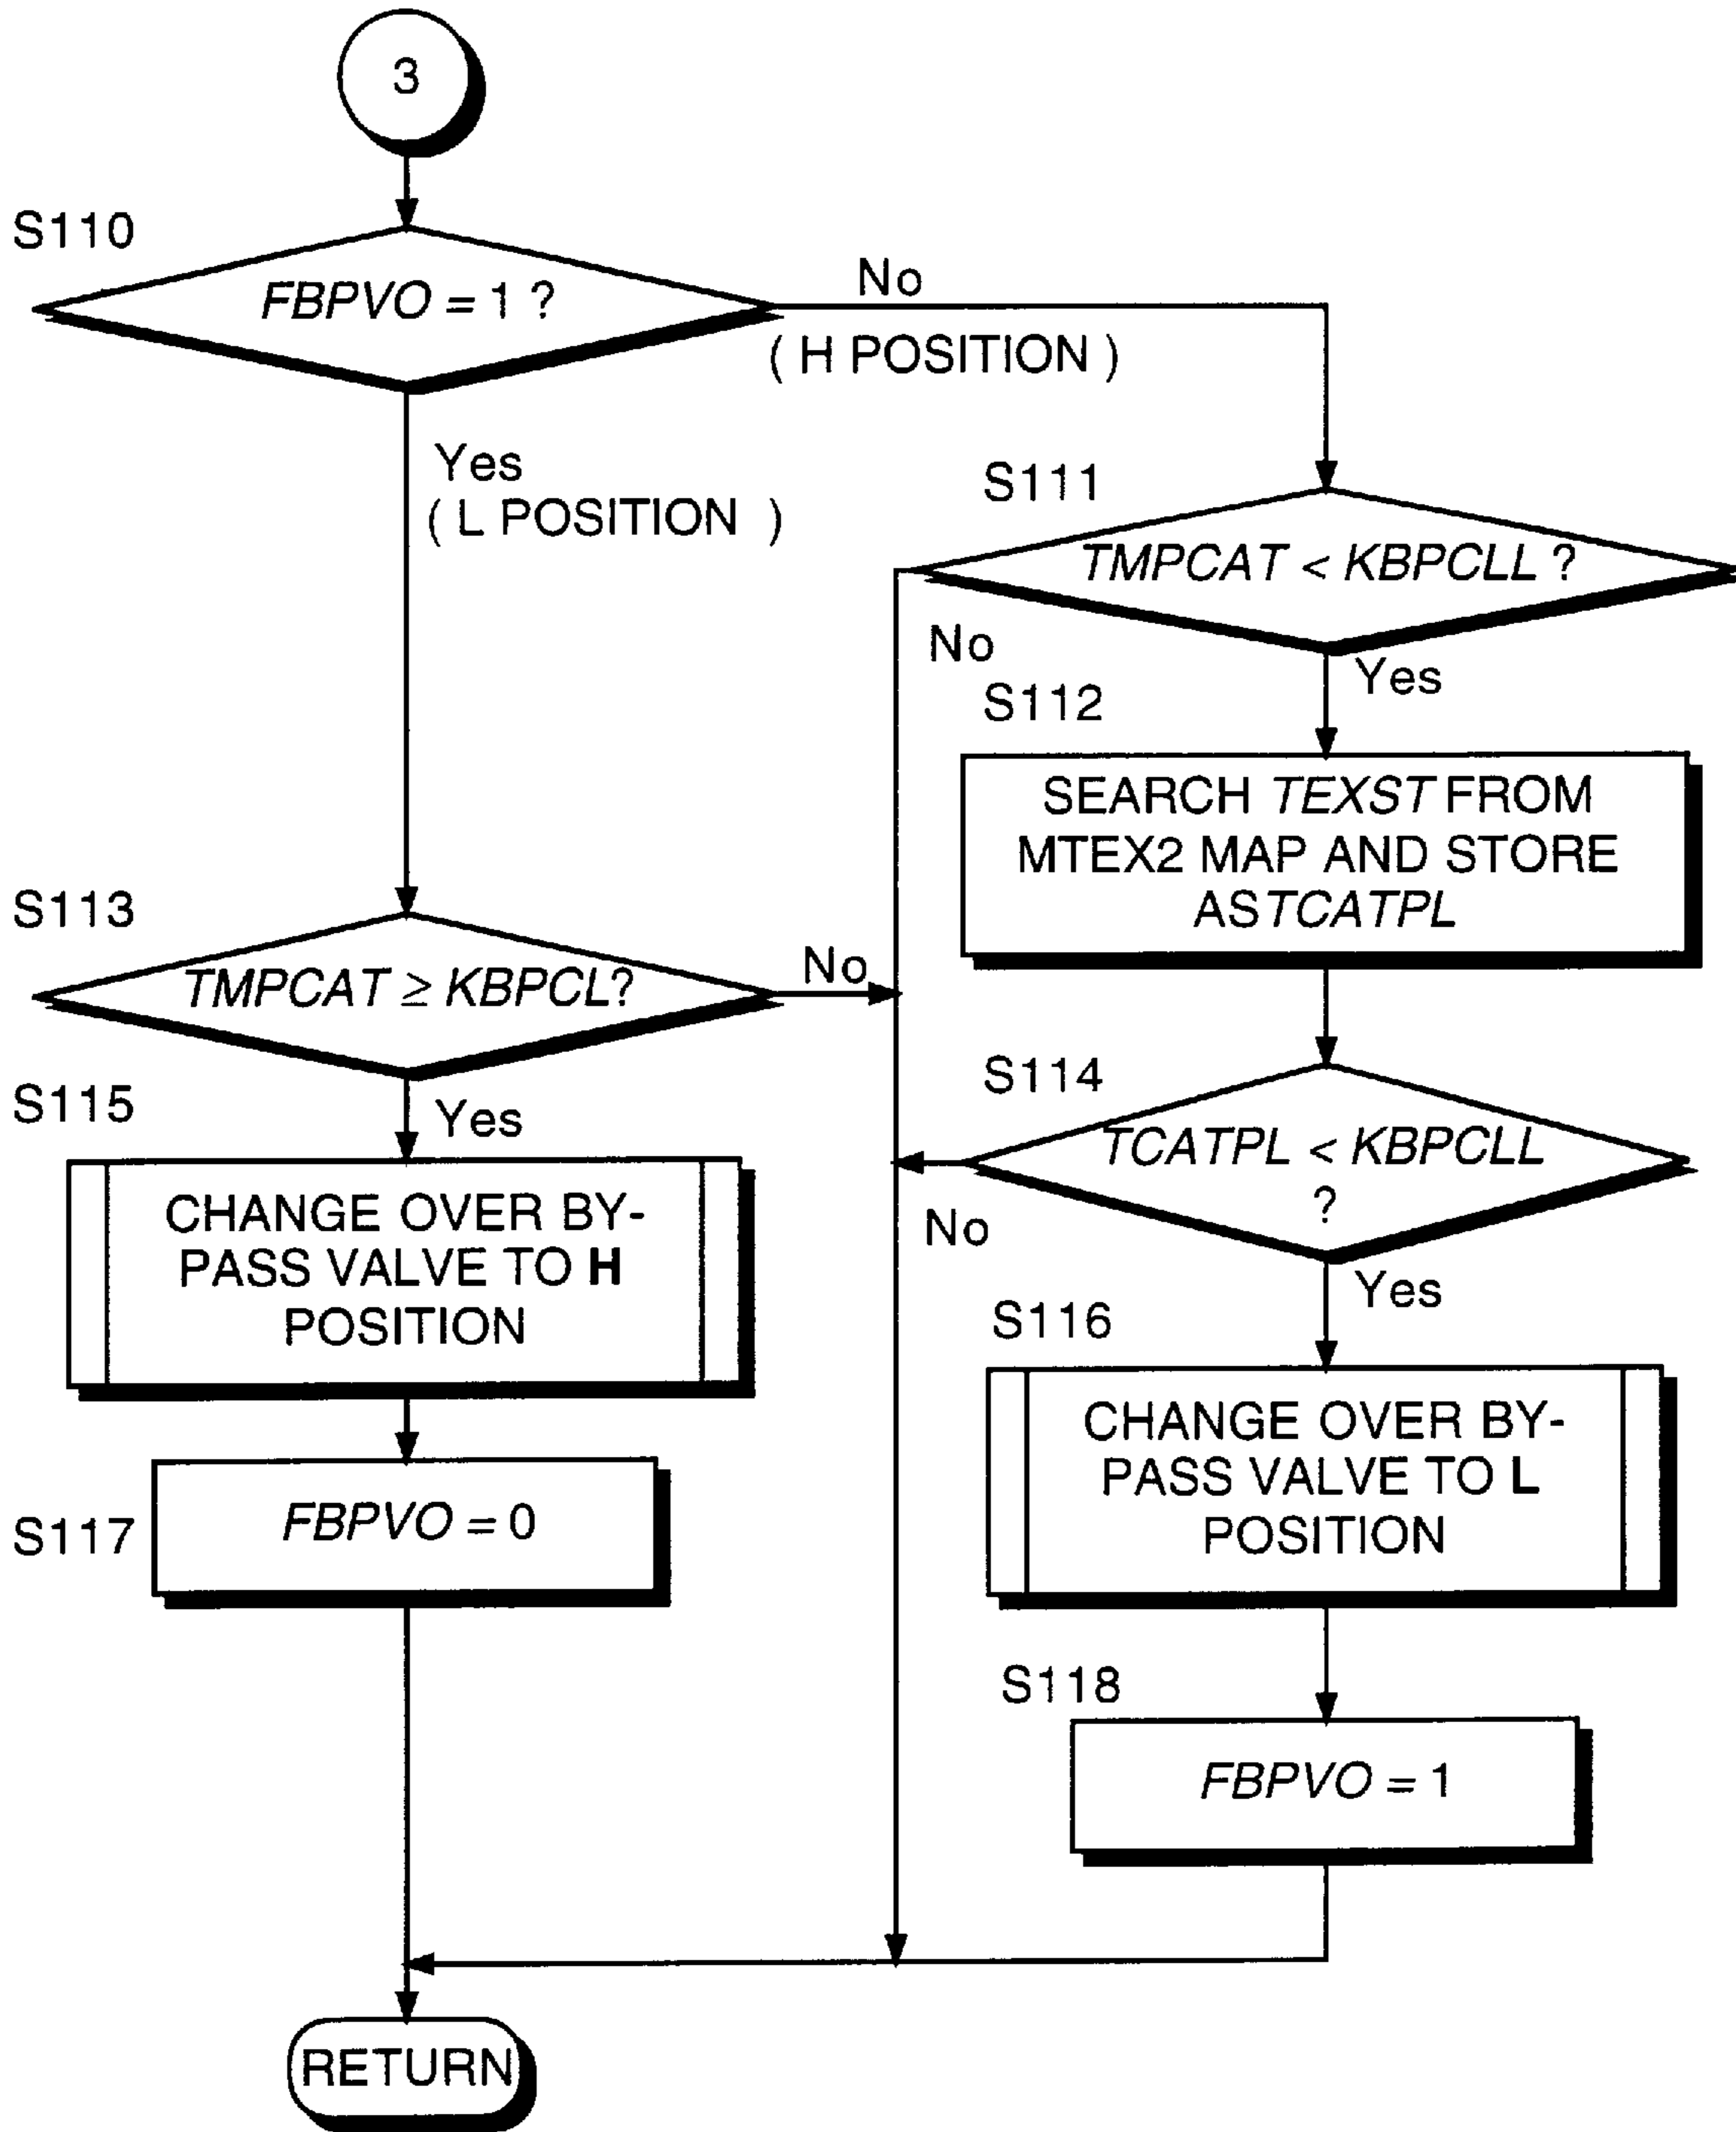 3
S110
FBPVO = 1 ?
No
( H POSITION )
Yes
( L POSITION )
S111
TMPCAT < KBPCLL ?
No
Yes
S112
SEARCH TEXST FROM
MTEX2 MAP AND STORE
ASTCATPL
S113
TMPCAT ≥ KBPCL?
No
Yes
S114
TCATPL < KBPCLL
?
No
Yes
S115
CHANGE OVER BY-
PASS VALVE TO H
POSITION
S116
CHANGE OVER BY-
PASS VALVE TO L
POSITION
S117
FBPVO = 0
S118
FBPVO = 1
RETURN